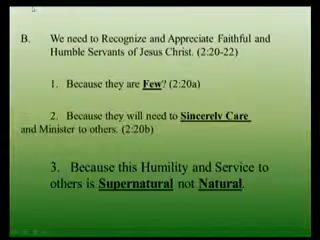 B. We need to Recognize and Appreciate Faithful and
Humble Servants of Jesus Christ. (2:20-22)
1. Because they are Few? (2:20a)
2. Because they will need to Sincerely Care
and Minister to others. (2:20b)
3. Because this Humility and Service to
others is Supernatural not Natural.